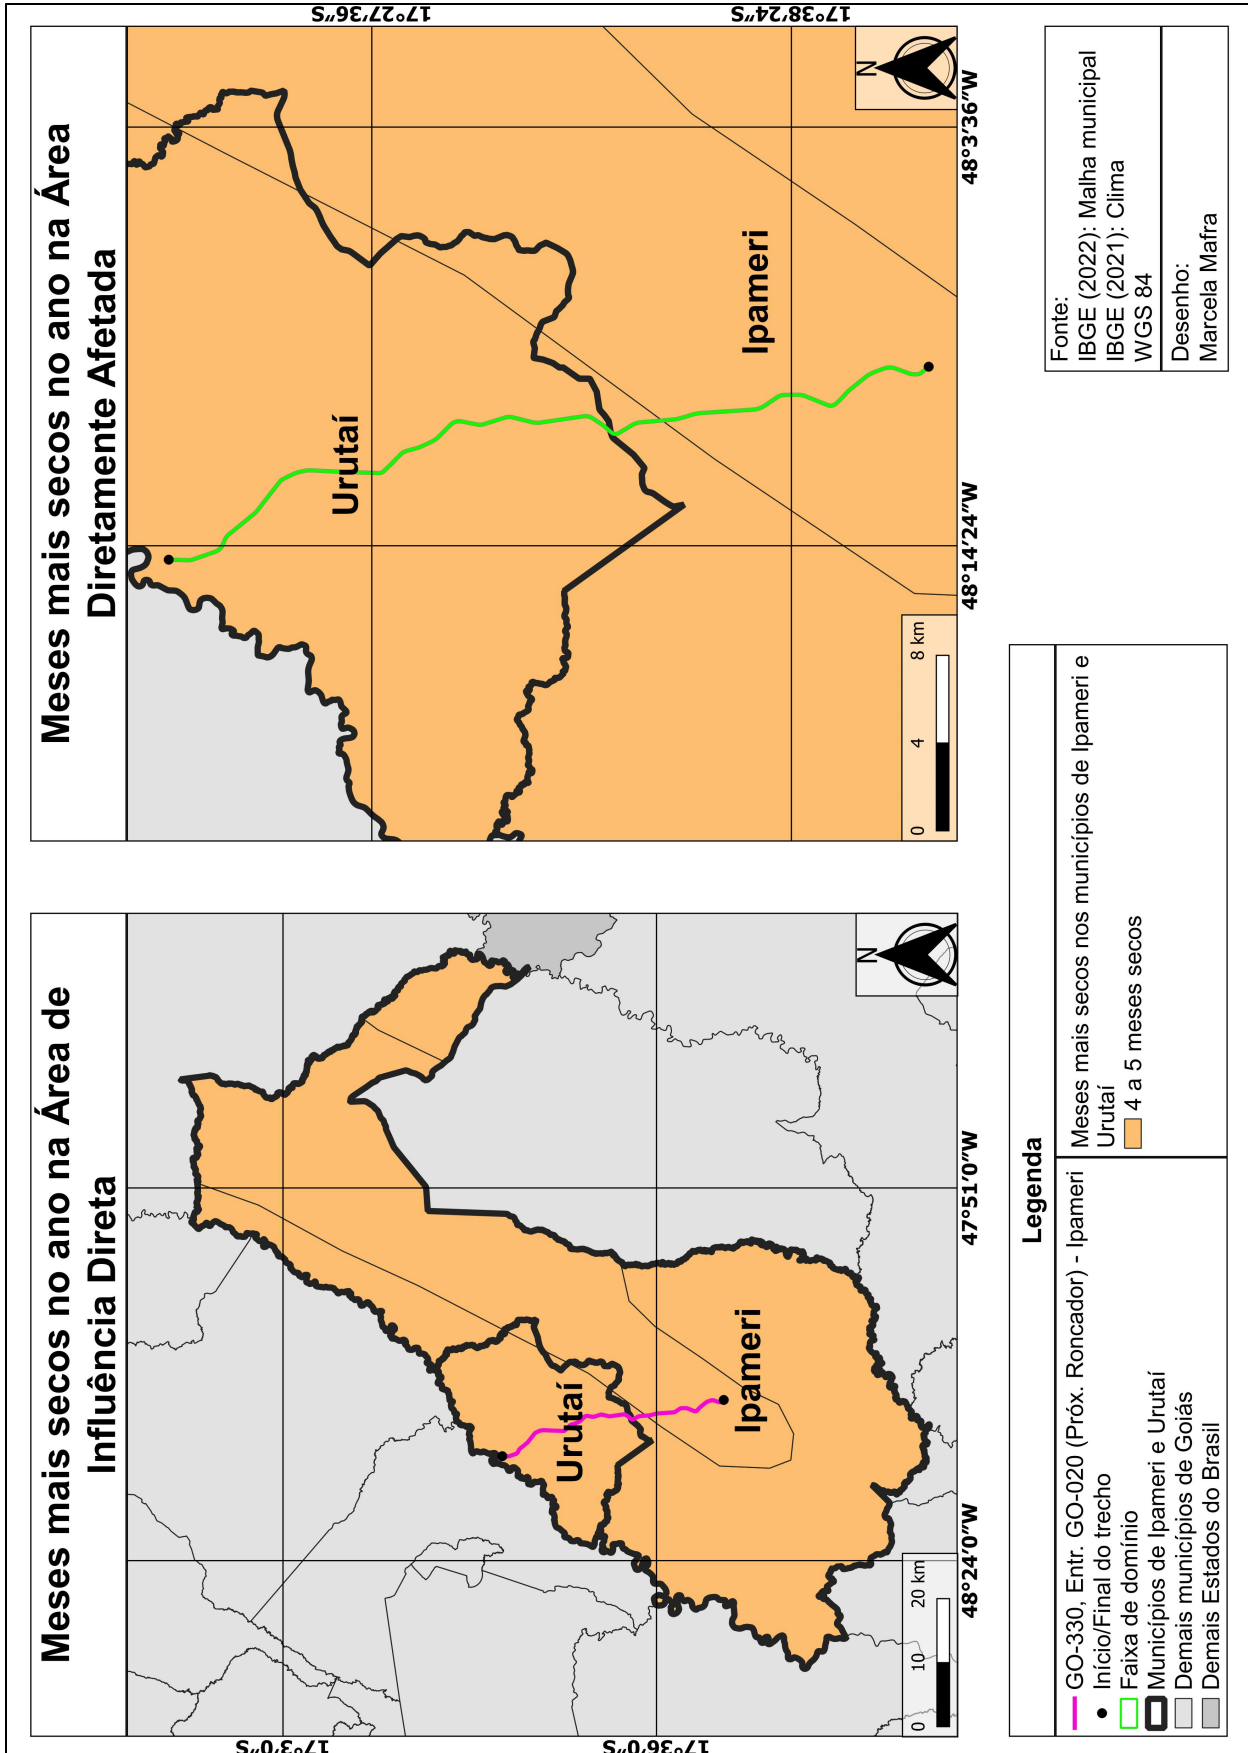 Meses mais secos no ano na Área de
Influência Direta
Urutaí
Ipameri
N
0 10 20 km
48°24'0"W
47°51'0"W
17°3'0"S
17°36'0"S
Meses mais secos no ano na Área
Diretamente Afetada
Urutaí
Ipameri
N
0 4 8 km
48°14'24"W
48°3'36"W
17°27'36"S
17°38'24"S
Legenda
GO-330, Entr. GO-020 (Próx. Roncador) - Ipameri
Início/Final do trecho
Faixa de domínio
Municípios de Ipameri e Urutaí
Demais municípios de Goiás
Demais Estados do Brasil
Meses mais secos nos municípios de Ipameri e
Urutaí
4 a 5 meses secos
Fonte:
IBGE (2022): Malha municipal
IBGE (2021): Clima
WGS 84
Desenho:
Marcela Mafra